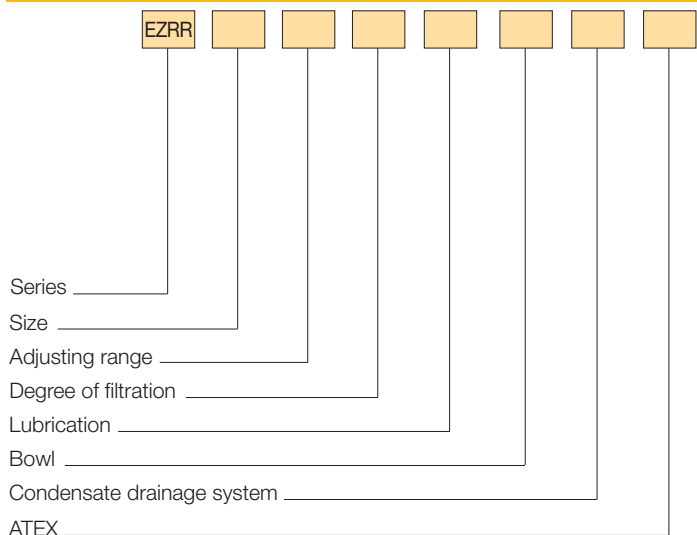 EZRR
Series
Size
Adjusting range
Degree of filtration
Lubrication
Bowl
Condensate drainage system
ATEX